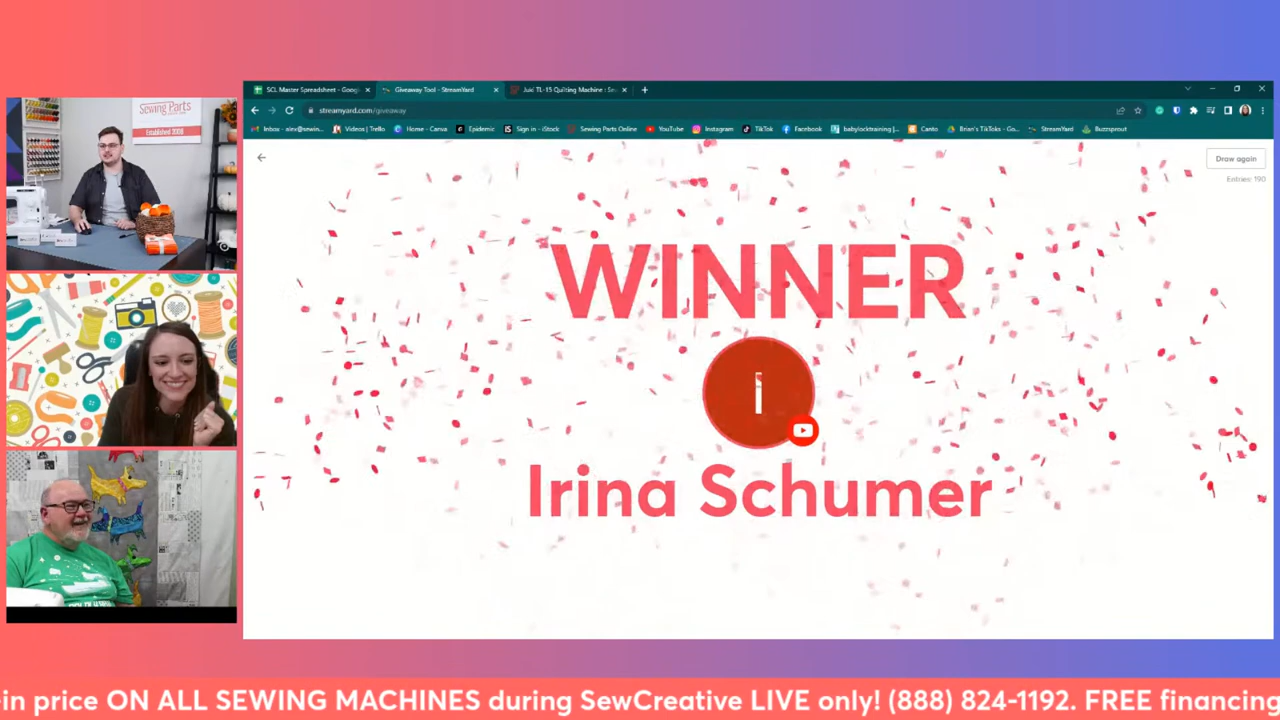 SCL Master Spreadsheet - Goog
Giveaway Tool - StreamYard
Juki TL-15 Quilting Machine : Sew
streamyard.com/giveaway
Inbox - alex@sewin...
Videos | Trello
Home - Canva
Epidemic
Sign in - iStock
Sewing Parts Online
YouTube
Instagram
TikTok
Facebook
babylocktraining |...
Canto
Brian's TikToks - Go...
StreamYard
Buzzsprout
Draw again
Entries: 190
Sewing Parts
Established 2008
WINNER
i
Irina Schumer
-in price ON ALL SEWING MACHINES during SewCreative LIVE only! (888) 824-1192. FREE financing